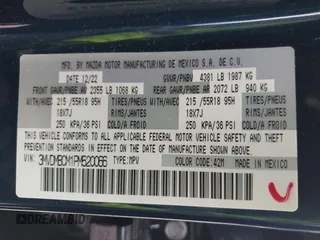 MFD. BY MAZDA MOTOR MANUFACTURING DE MEXICO S.A. DE C.V.
DATE 12/22 GVWR/PNBV 4381 LB 1987 KG
FRONT GAWR/PNBE AV 2355 LB 1068 KG REAR GAWR/PNBE AR 2072 LB 940 KG
WITH/AVEC 215/55R18 95H TIRES/PNEUS WITH/AVEC 215/55R18 95H TIRES/PNEUS
18X7J RIMS/JANTES 18X7J RIMS/JANTES
250 KPA/36 PSI COLD/À FROID 250 KPA/36 PSI COLD/À FROID
THIS VEHICLE CONFORMS TO ALL APPLICABLE FEDERAL MOTOR VEHICLE SAFETY AND
THEFT PREVENTION STANDARDS IN EFFECT ON THE DATE OF MANUFACTURE SHOWN ABOVE.
TYPE:MPV COLOR CODE:42M MADE IN MEXICO
DEALERSHIP AUCTION